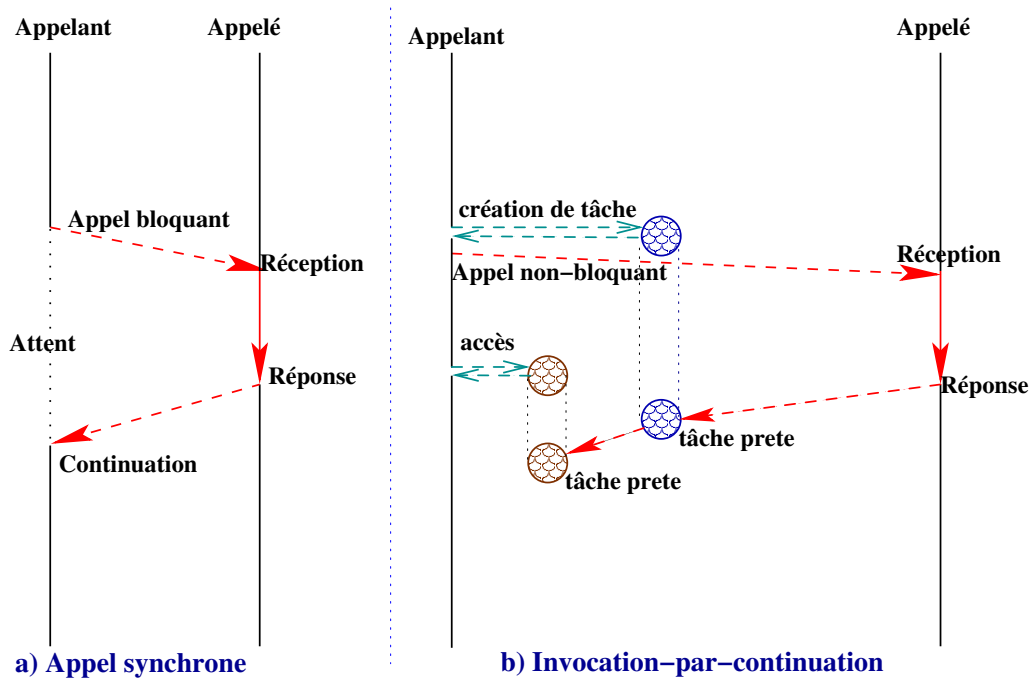 Appelant
Appelé
Appel bloquant
Réception
Attent
Réponse
Continuation
a) Appel synchrone
Appelant
Appelé
création de tâche
Appel non−bloquant
Réception
accès
Réponse
tâche prete
tâche prete
b) Invocation−par−continuation